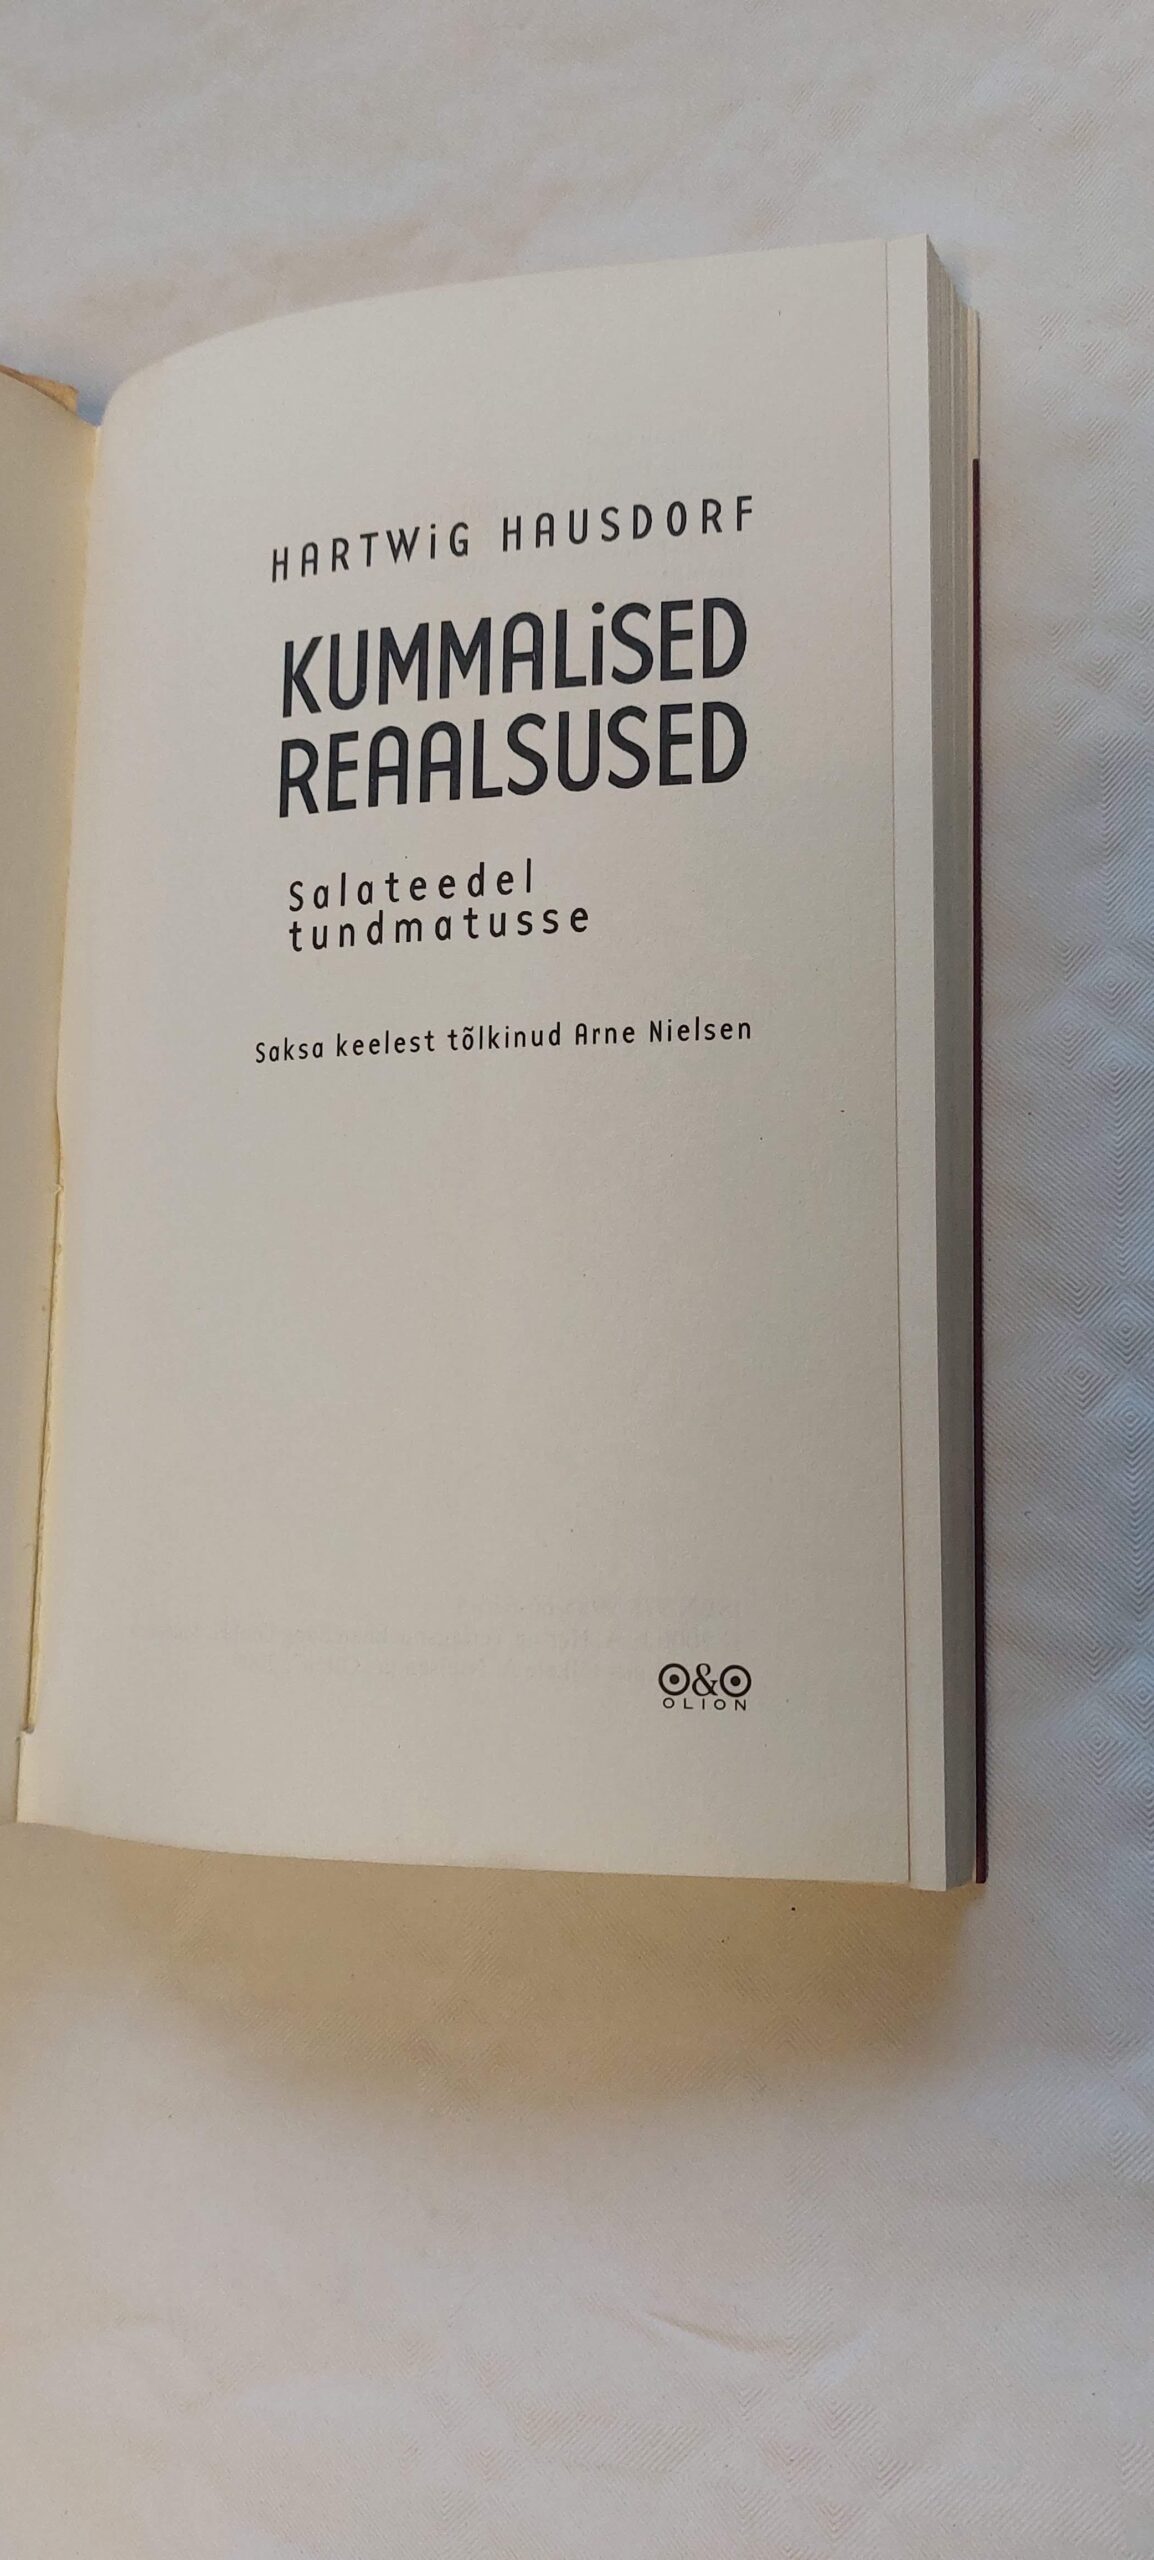 HARTWiG HAUSDORF
KUMMALiSED
REAALSUSED
Salateedel
tundmatusse
Saksa keelest tõlkinud Arne Nielsen
O&O
OLION